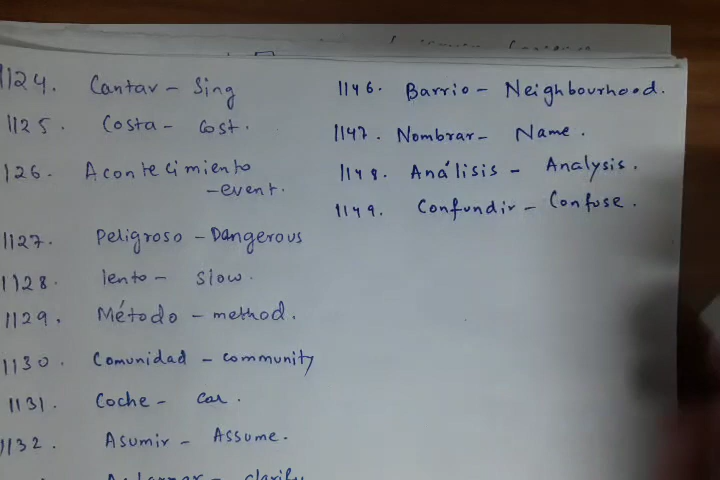 1124. Cantar - Sing
1125. Costa - Cost.
1126. Acontecimiento
-event.
1127. Peligroso - Dangerous
1128. lento - Slow.
1129. Método - method.
1130. Comunidad - community
1131. Coche - Car.
1132. Asumir - Assume.
clarify
1146. Barrio - Neighbourhood.
1147. Nombrar - Name.
1148. Análisis - Analysis.
1149. Confundir - Confuse.